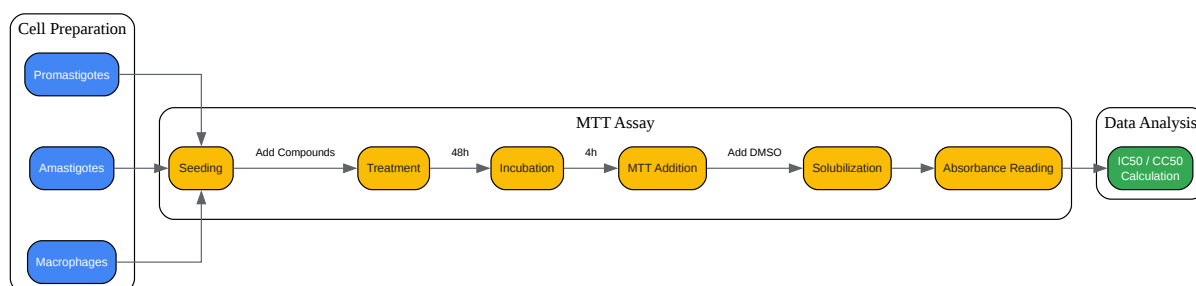 Cell Preparation
Promastigotes
Amastigotes
Macrophages
MTT Assay
Seeding
Add Compounds
Treatment
48h
Incubation
4h
MTT Addition
Add DMSO
Solubilization
Absorbance Reading
Data Analysis
IC50 / CC50
Calculation